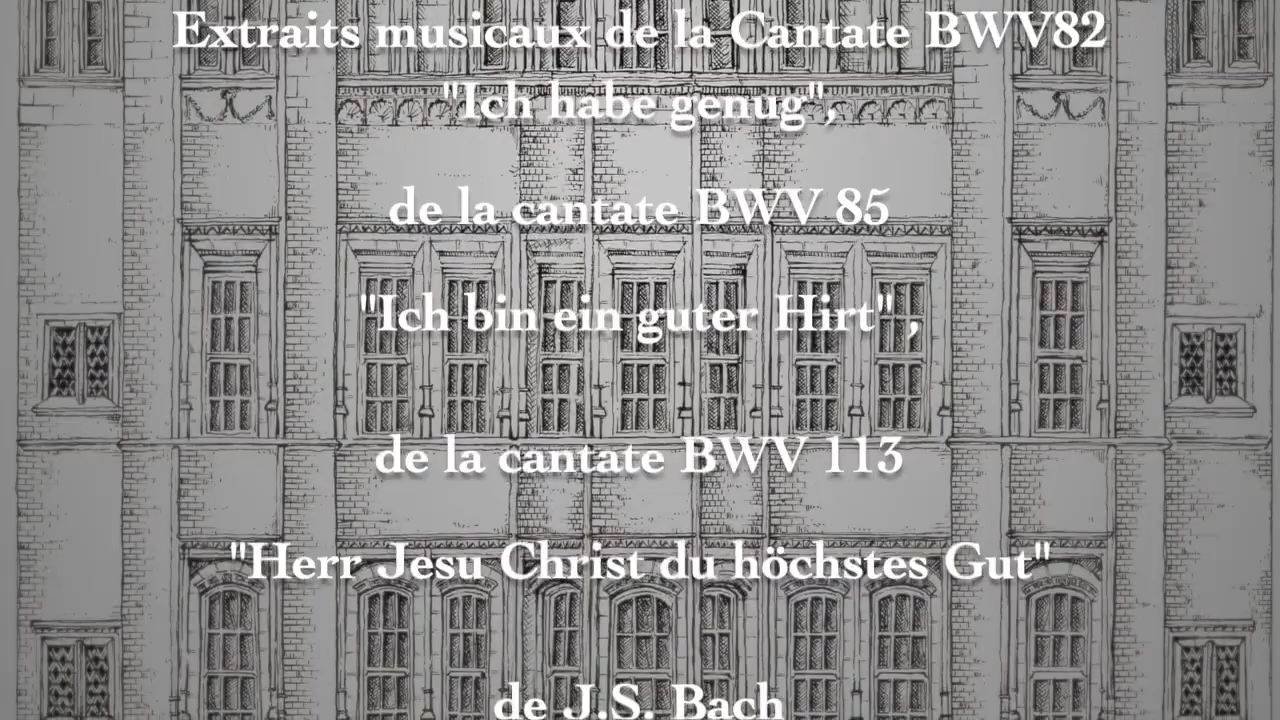 Extraits musicaux de la Cantate BWV82
"Ich habe genug",
de la cantate BWV 85
"Ich bin ein guter Hirt" ,
de la cantate BWV 113
"Herr Jesu Christ du höchstes Gut"
de J.S. Bach